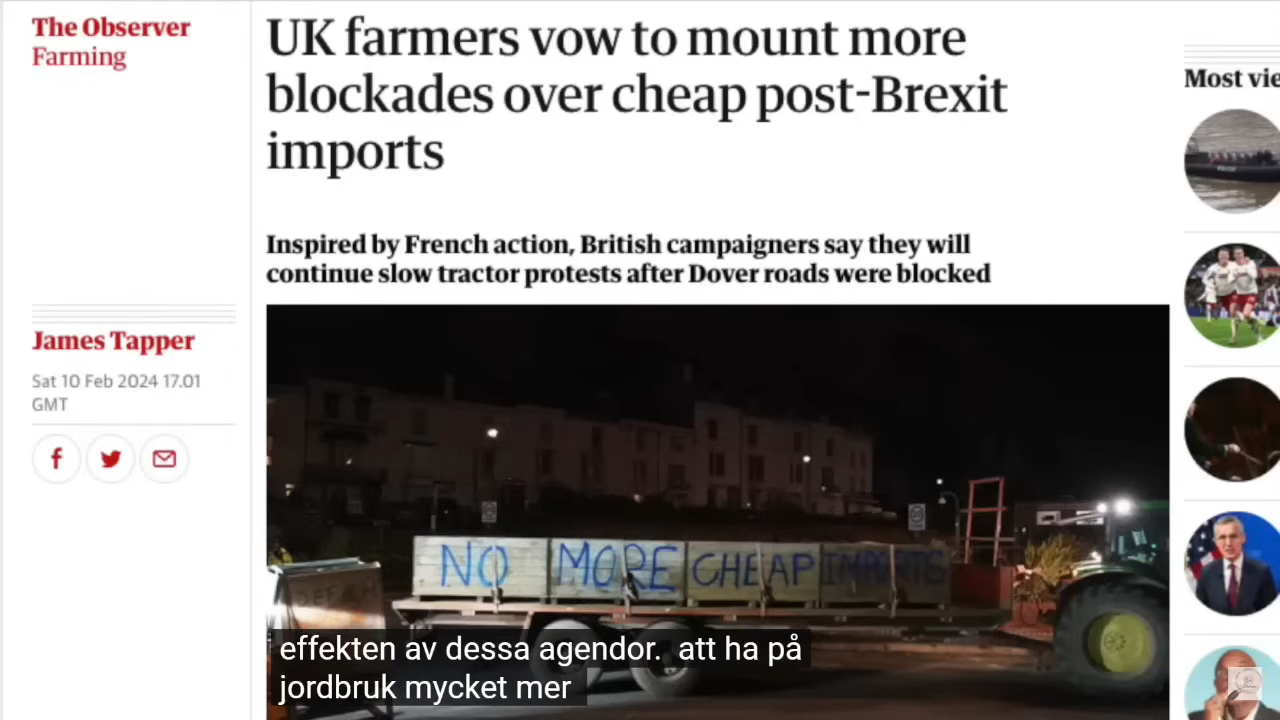 The Observer
Farming
UK farmers vow to mount more
blockades over cheap post-Brexit
imports
Inspired by French action, British campaigners say they will
continue slow tractor protests after Dover roads were blocked
James Tapper
Sat 10 Feb 2024 17.01
GMT
Most vie
NO MORE CHEAP IMPORTS
effekten av dessa agendor. att ha på
jordbruk mycket mer